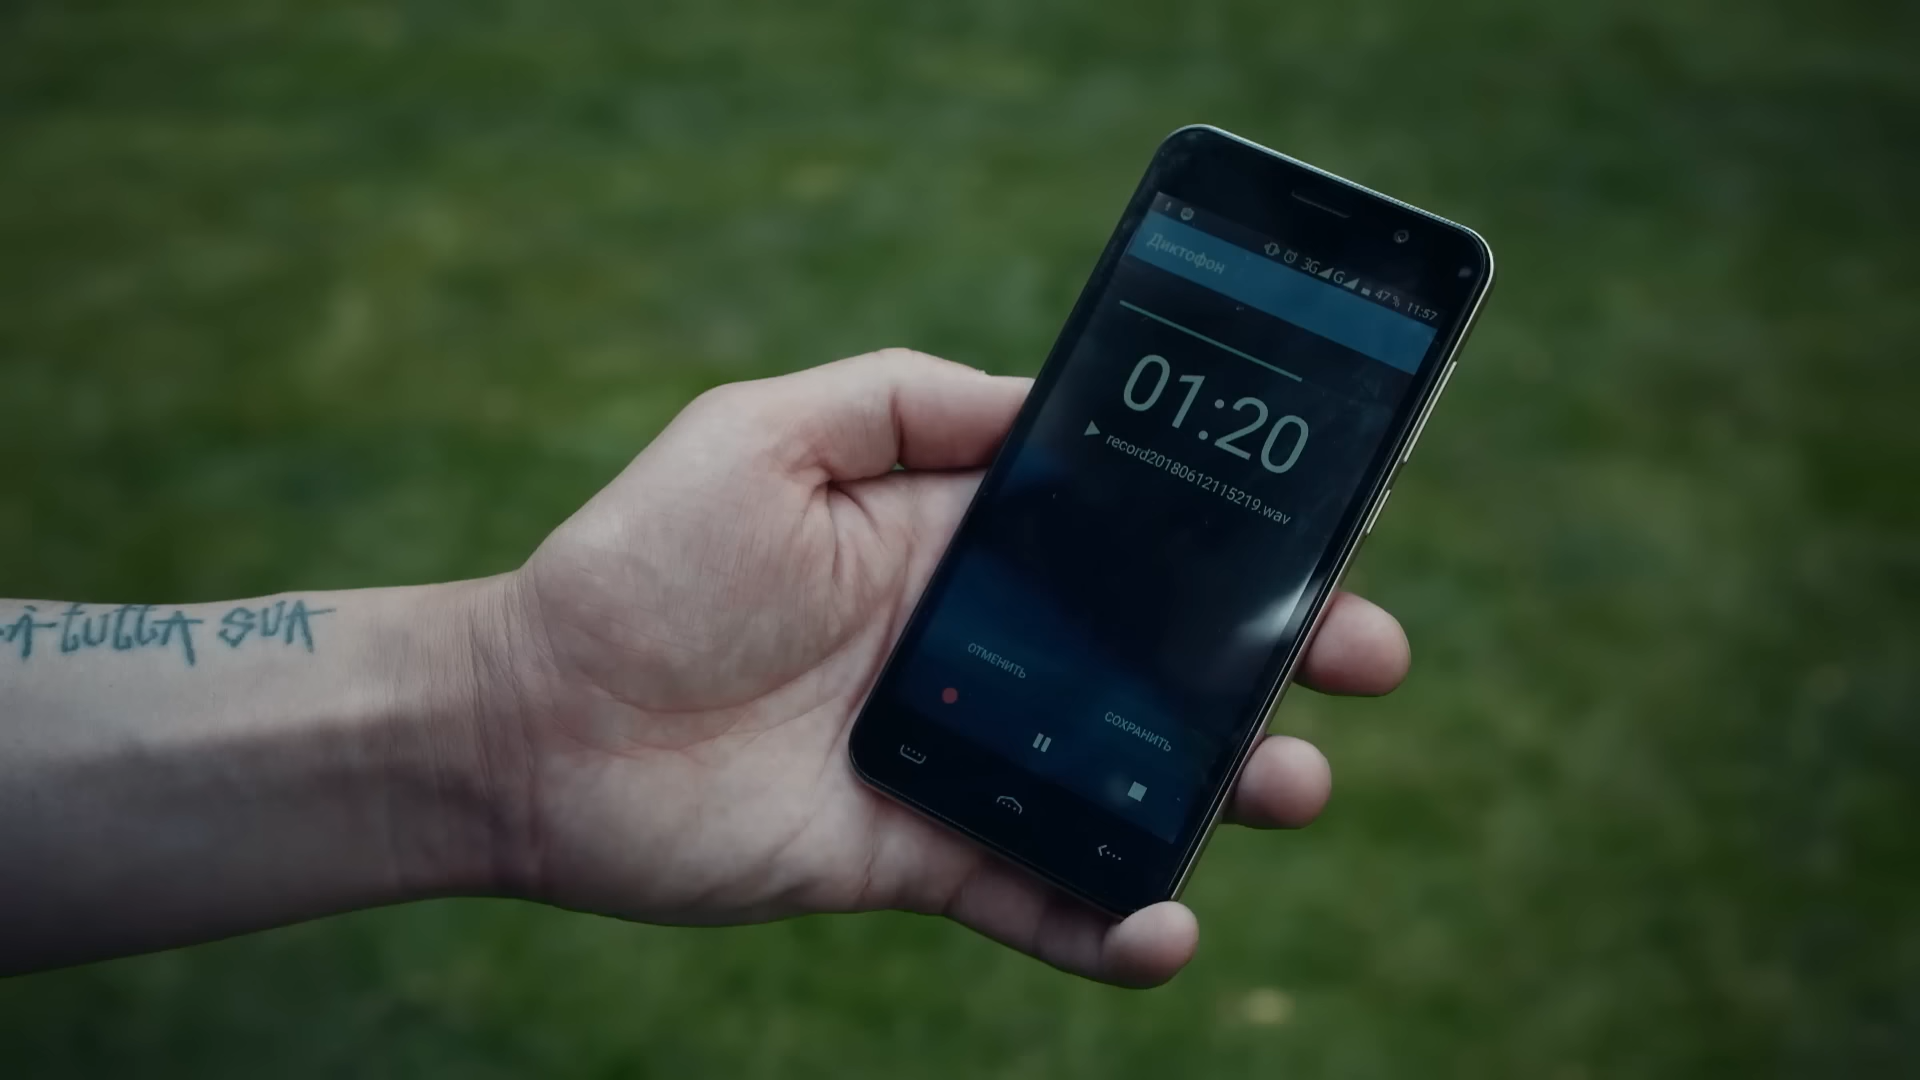 3G G 47 % 11:57
Диктофон
01:20
record20180612115219.wav
ОТМЕНИТЬ
СОХРАНИТЬ
tutta SUA